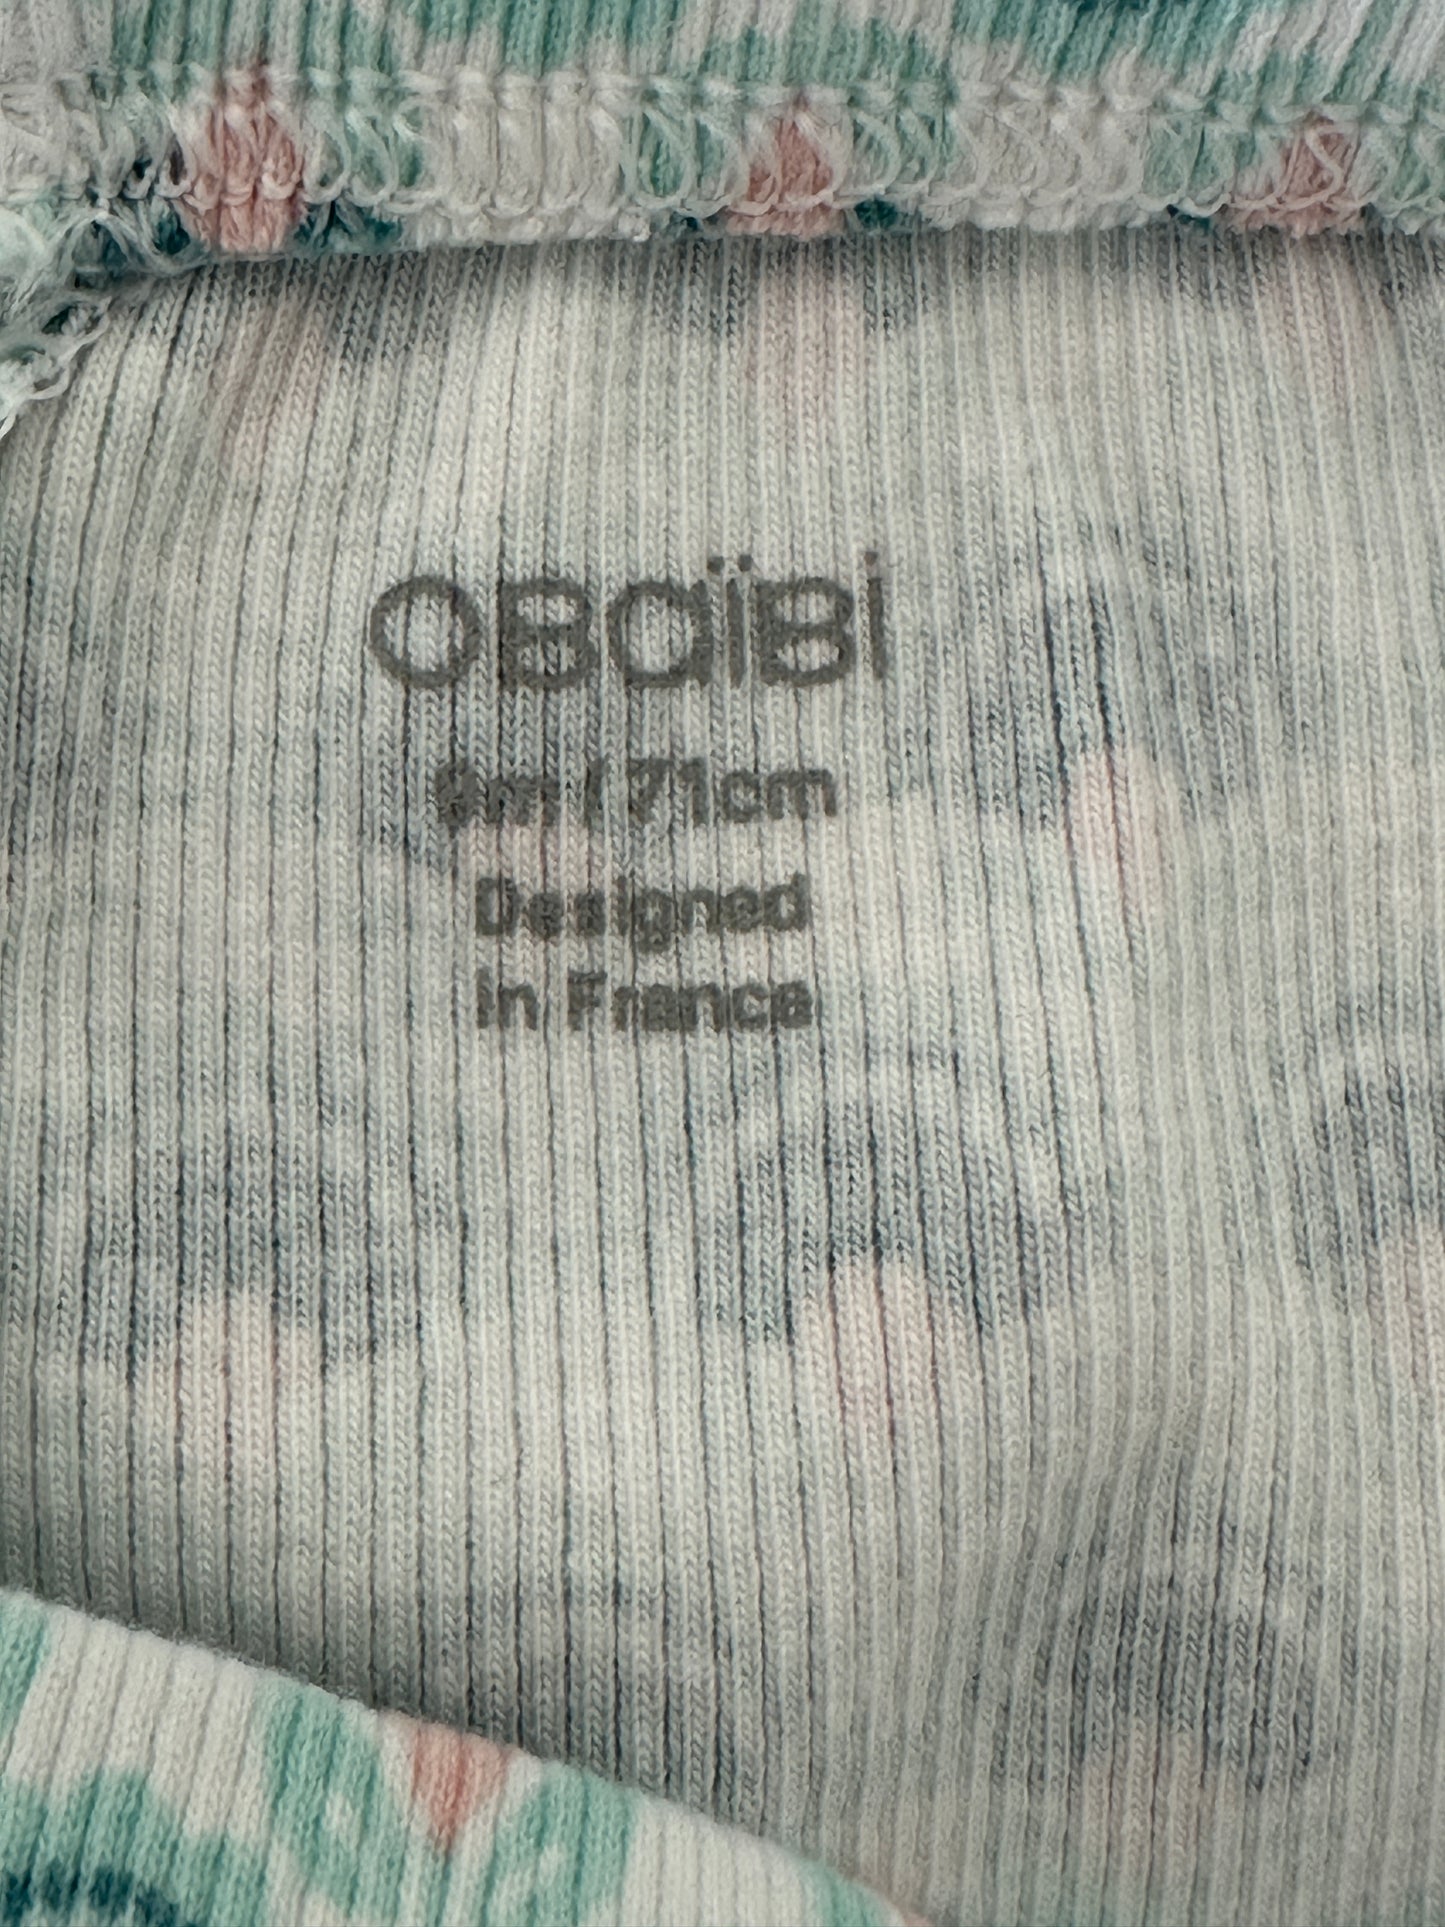 OBaïBi
9m / 71cm
Designed
in France